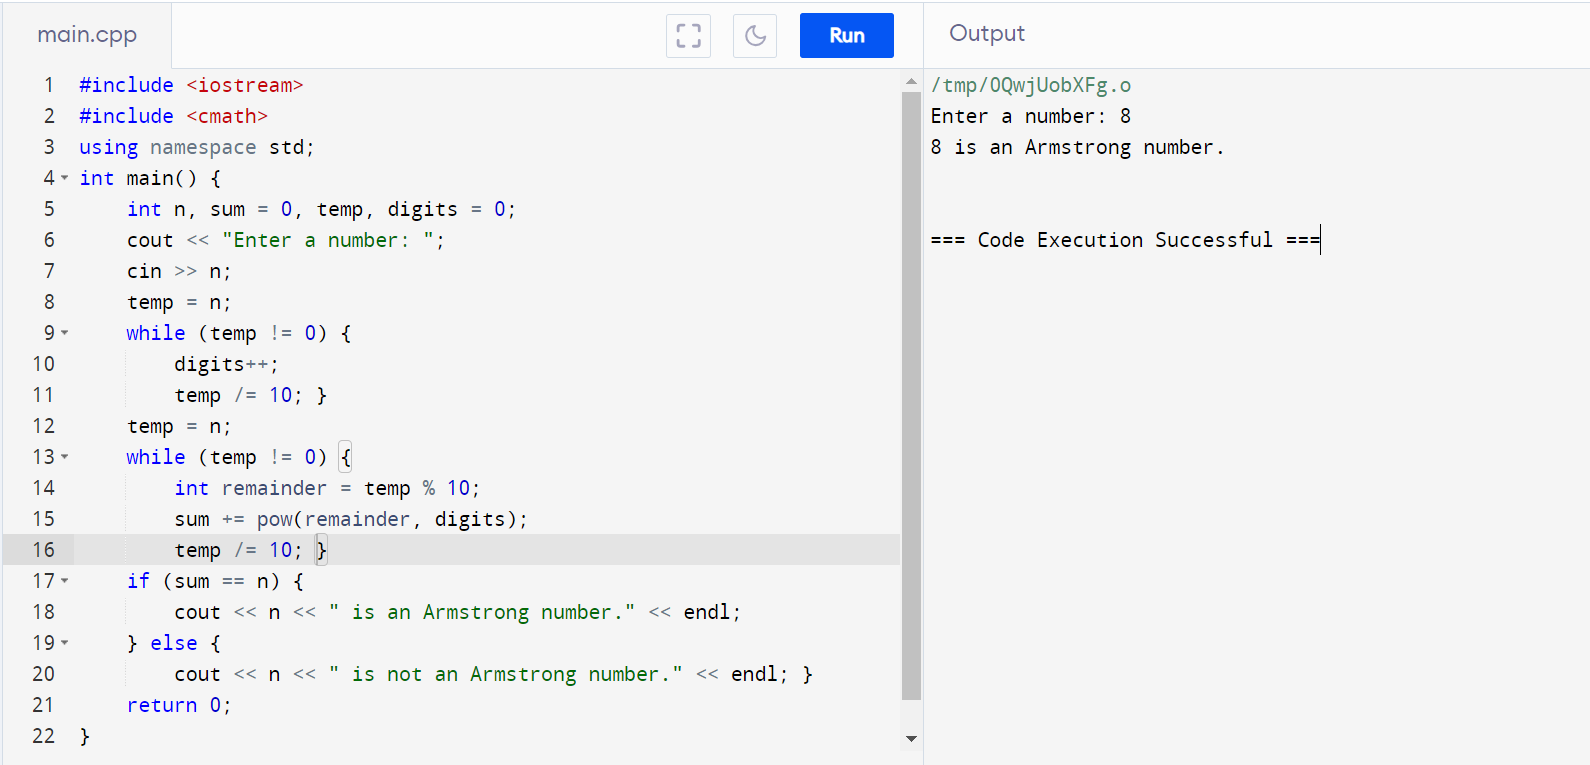 main.cpp
Run
Output
1 #include <iostream>
2 #include <cmath>
3 using namespace std;
4 int main() {
5     int n, sum = 0, temp, digits = 0;
6     cout << "Enter a number: ";
7     cin >> n;
8     temp = n;
9     while (temp != 0) {
10         digits++;
11         temp /= 10; }
12     temp = n;
13     while (temp != 0) {
14         int remainder = temp % 10;
15         sum += pow(remainder, digits);
16         temp /= 10; }
17     if (sum == n) {
18         cout << n << " is an Armstrong number." << endl;
19     } else {
20         cout << n << " is not an Armstrong number." << endl; }
21     return 0;
22 }
/tmp/0QwjUobXFg.o
Enter a number: 8
8 is an Armstrong number.
=== Code Execution Successful ===